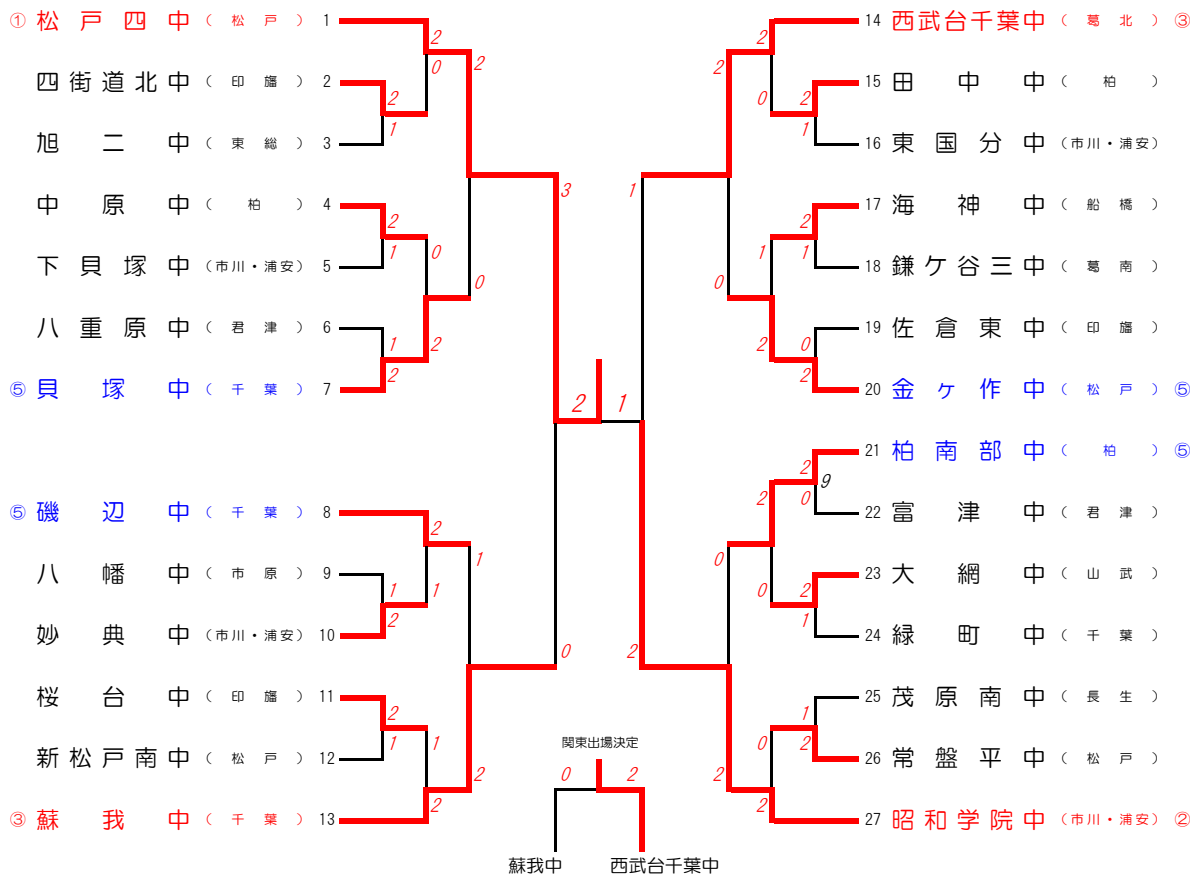 ① 松戸四中 （松戸） 1
四街道北中 （印旛） 2
旭二中 （東総） 3
中原中 （柏） 4
下貝塚中 （市川・浦安） 5
八重原中 （君津） 6
⑤ 貝塚中 （千葉） 7
⑤ 磯辺中 （千葉） 8
八幡中 （市原） 9
妙典中 （市川・浦安） 10
桜台中 （印旛） 11
新松戸南中 （松戸） 12
③ 蘇我中 （千葉） 13
2
0
2
2
1
3
2
1
0
0
1
2
2
2
1
2
1
1
2
0
2
1
1
2
2
2 1
14 西武台千葉中 （葛北） ③
15 田中中 （柏）
16 東国分中 （市川・浦安）
17 海神中 （船橋）
18 鎌ケ谷三中 （葛南）
19 佐倉東中 （印旛）
20 金ヶ作中 （松戸） ⑤
21 柏南部中 （柏） ⑤
22 富津中 （君津）
23 大網中 （山武）
24 緑町中 （千葉）
25 茂原南中 （長生）
26 常盤平中 （松戸）
27 昭和学院中 （市川・浦安） ②
2
2
0
2
1
1
2
1
1
0
2
0
2
2
9
2
0
0
0
2
1
2
1
0
2
2
2
関東出場決定
0 2
蘇我中 西武台千葉中